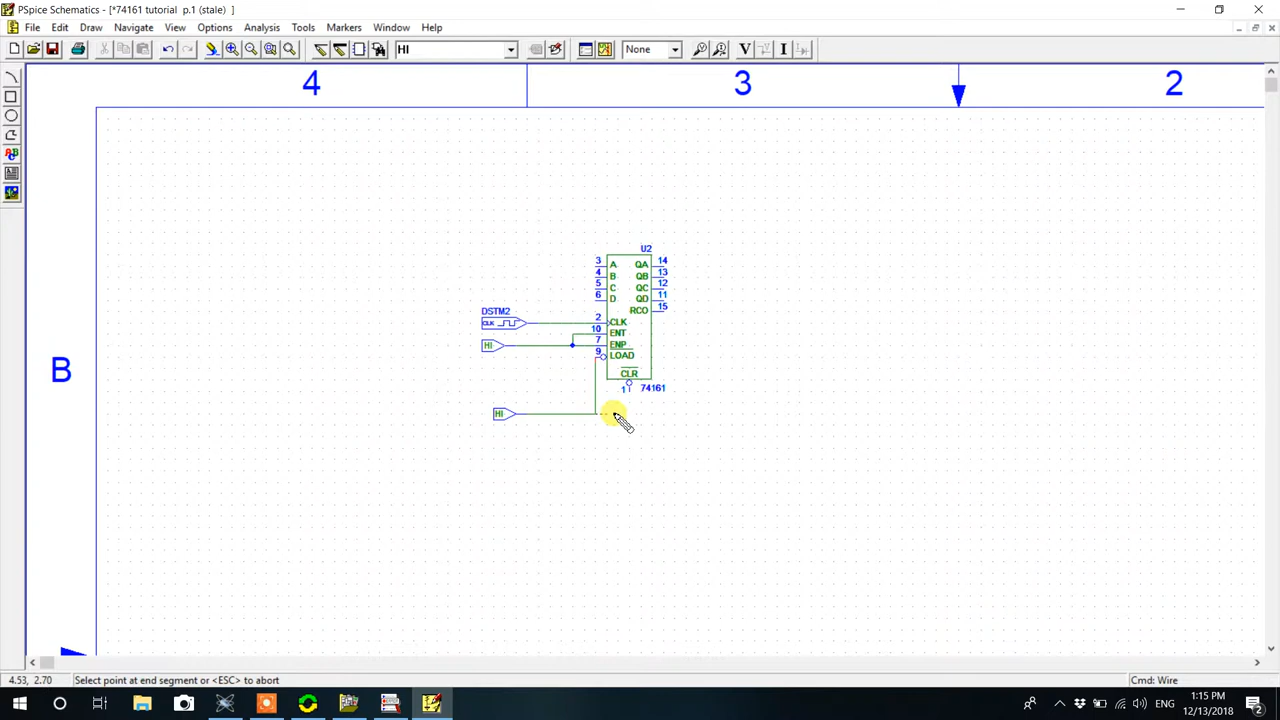 PSpice Schematics - [*74161 tutorial p.1 (stale) ]
File Edit Draw Navigate View Options Analysis Tools Markers Window Help
HI None V I
4 3 2
B
U2
3 A QA 14
4 B QB 13
5 C QC 12
6 D QD 11
RCO 15
DSTM2
CLK
2 CLK
10 ENT
HI 7 ENP
9 LOAD
CLR
1 74161
HI
4.53, 2.70 Select point at end segment or <ESC> to abort Cmd: Wire
ENG 1:15 PM
12/13/2018